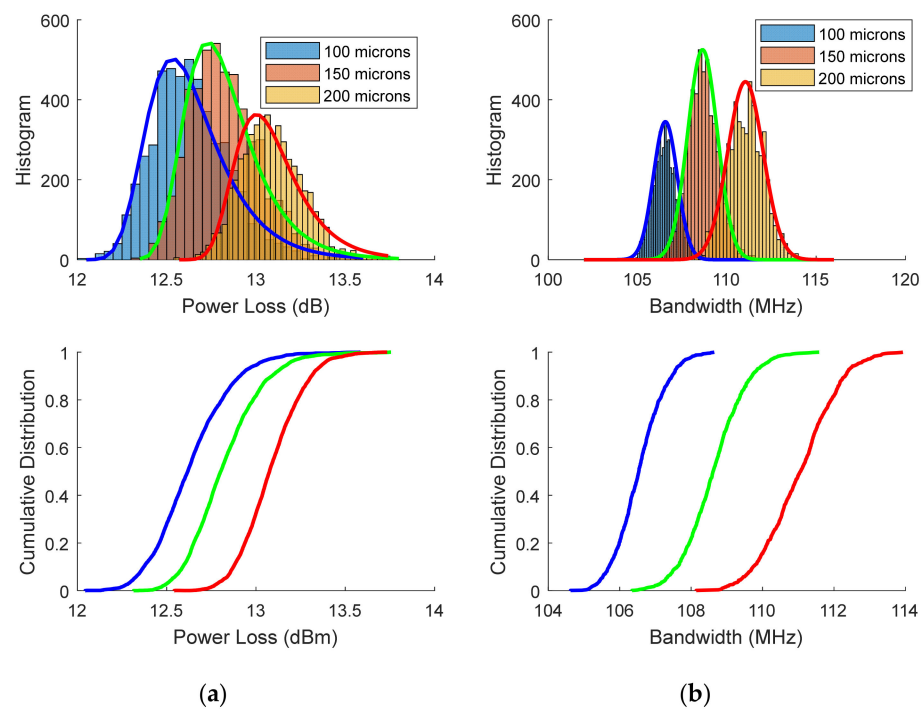 600
400
200
0
Histogram
100 microns
150 microns
200 microns
12
12.5
13
13.5
14
Power Loss (dB)
600
400
200
0
Histogram
100 microns
150 microns
200 microns
100
105
110
115
120
Bandwidth (MHz)
1
0.8
0.6
0.4
0.2
0
Cumulative Distribution
12
12.5
13
13.5
14
Power Loss (dBm)
1
0.8
0.6
0.4
0.2
0
Cumulative Distribution
104
106
108
110
112
114
Bandwidth (MHz)
(a)
(b)